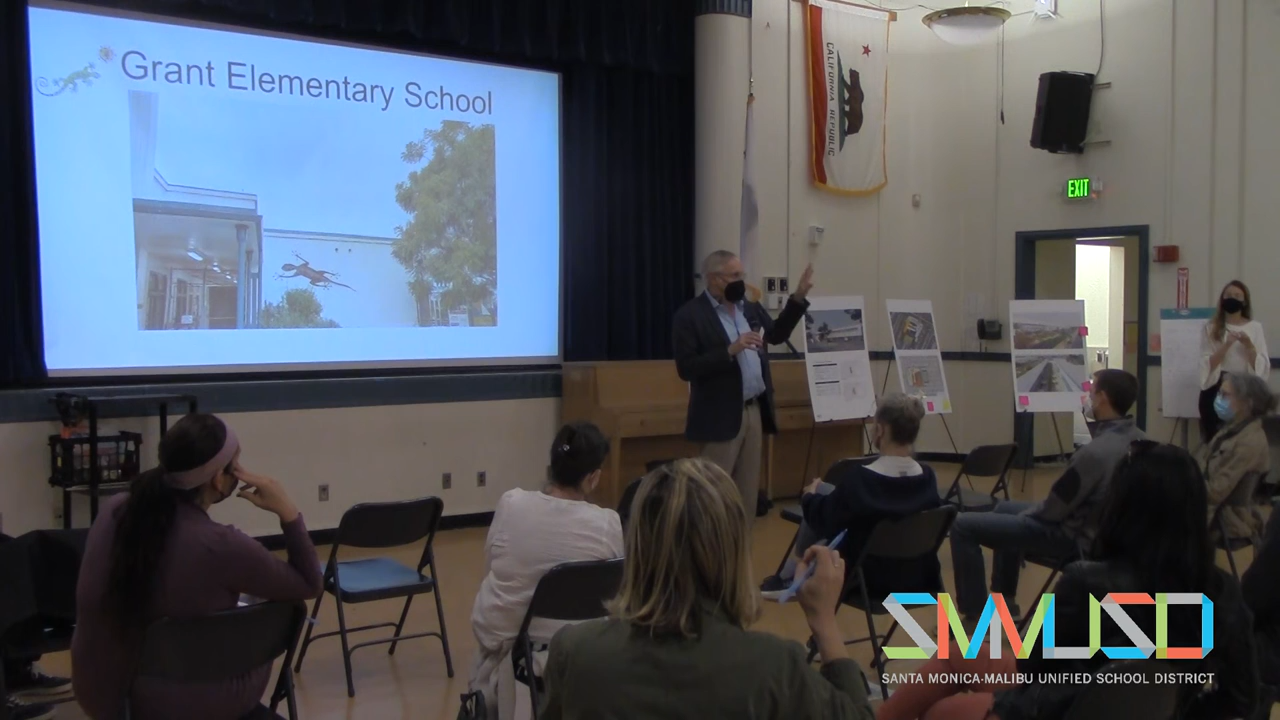 Grant Elementary School
CALIFORNIA REPUBLIC
EXIT
SMMUSD
SANTA MONICA-MALIBU UNIFIED SCHOOL DISTRICT